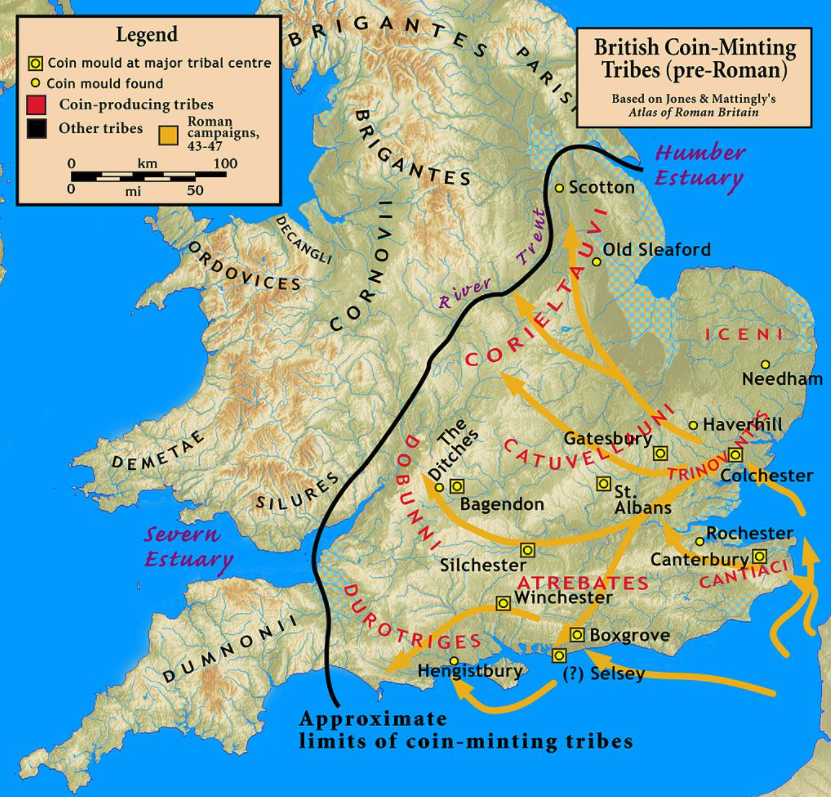 Legend
Coin mould at major tribal centre
Coin mould found
Coin-producing tribes
Other tribes
Roman
campaigns,
43-47
0 km 100
0 mi 50
British Coin-Minting
Tribes (pre-Roman)
Based on Jones & Mattingly's
Atlas of Roman Britain
BRIGANTES
PARISI
BRIGANTES
Humber
Estuary
Scotton
DECANGLI
ORDOVICES
CORNOVII
River Trent
Old Sleaford
CORIELTAUVI
ICENI
Needham
Haverhill
Gatesbury
CATUVELLAUNI
TRINOVANTES
Colchester
The
Ditches
DOBUNNI
Bagendon
St.
Albans
DEMETAE
SILURES
Severn
Estuary
Rochester
Canterbury
CANTIACI
Silchester
ATREBATES
Winchester
DUROTRIGES
Boxgrove
DUMNONII
Hengistbury
(?) Selsey
Approximate
limits of coin-minting tribes